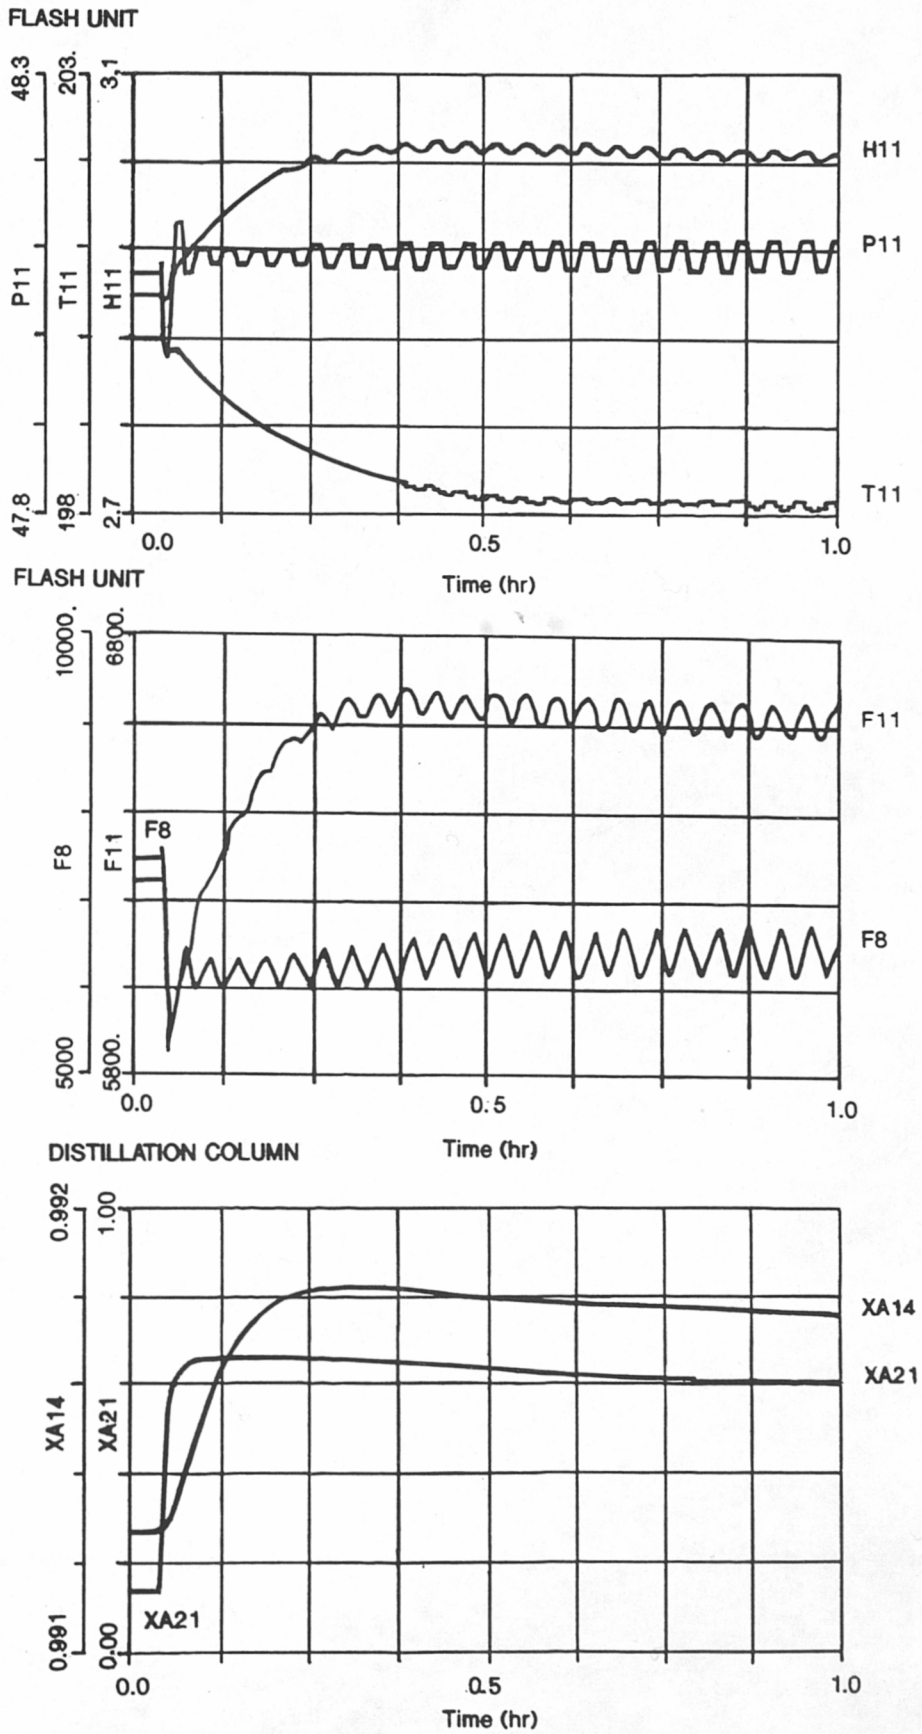 FLASH UNIT
48.3
203.
3,1
P11
T11
H11
47.8
198
2.7
H11
P11
T11
0.0
0.5
1.0
Time (hr)
FLASH UNIT
10000.
6800.
F8
F11
5000
5800.
F8
F11
F8
0.0
0.5
1.0
Time (hr)
DISTILLATION COLUMN
0.992
1.00
XA14
XA21
0.991
0.00
XA21
XA14
XA21
0.0
0.5
1.0
Time (hr)